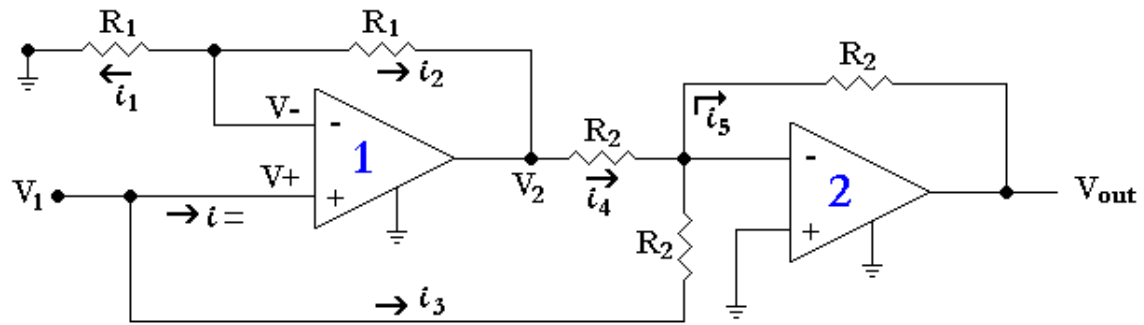 R₁
R₁
i₁
i₂
R₂
i₅
V-
-
1
V+
+
R₂
V₂
i₄
-
2
+
V₁
i =
R₂
Vout
i₃